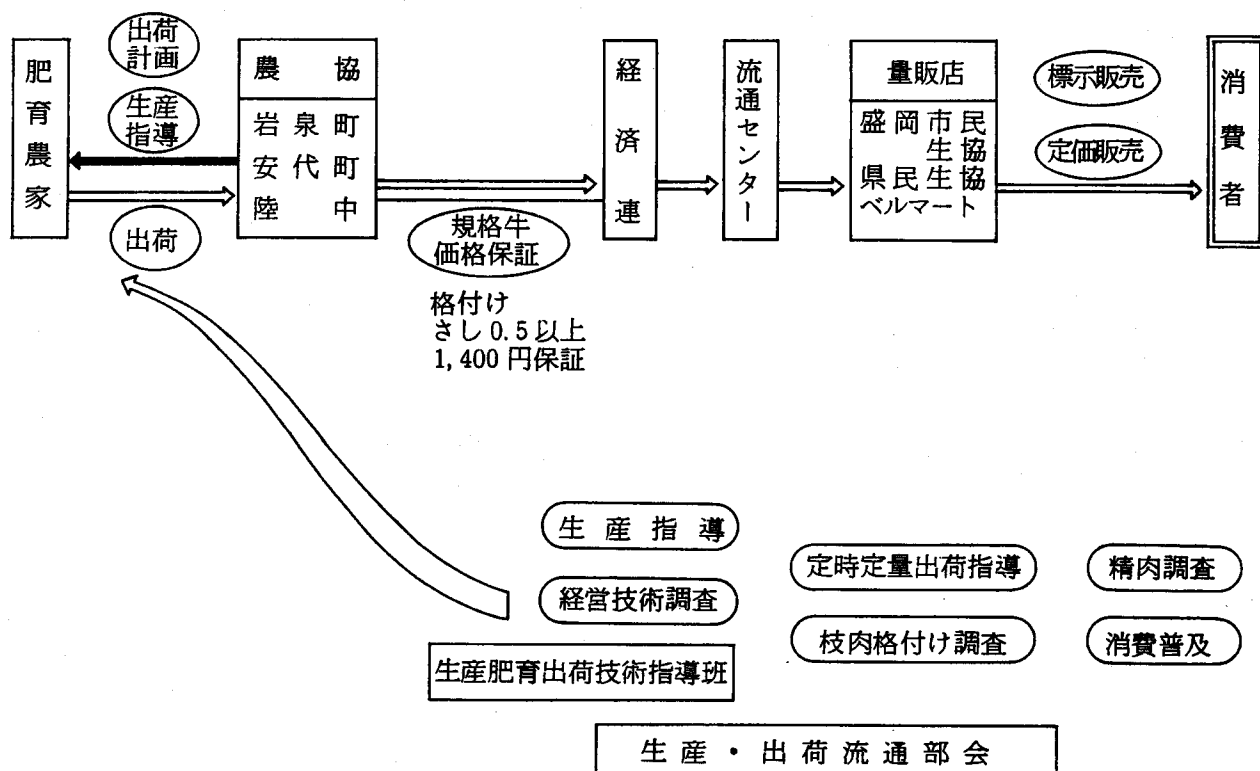 肥育農家
出荷
計画
生産
指導
出荷
農協
岩泉町
安代町
陸中
規格牛
価格保証
格付け
さし0.5以上
1,400円保証
経済連
流通センター
量販店
盛岡市民
生協
県民生協
ベルマート
標示販売
定価販売
消費者
生産指導
経営技術調査
生産肥育出荷技術指導班
定時定量出荷指導
枝肉格付け調査
精肉調査
消費普及
生産・出荷流通部会